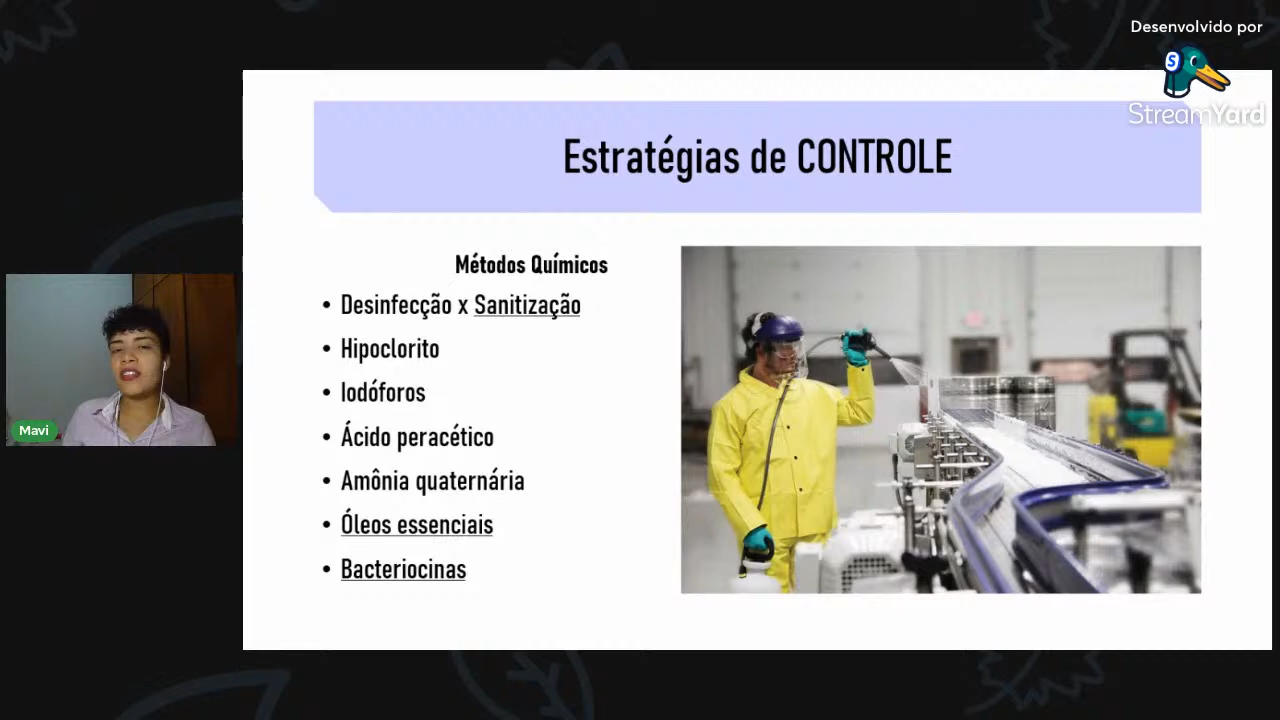 Desenvolvido por
StreamYard
Estratégias de CONTROLE
Métodos Químicos
• Desinfecção x Sanitização
• Hipoclorito
• Iodóforos
• Ácido peracético
• Amônia quaternária
• Óleos essenciais
• Bacteriocinas
Mavi